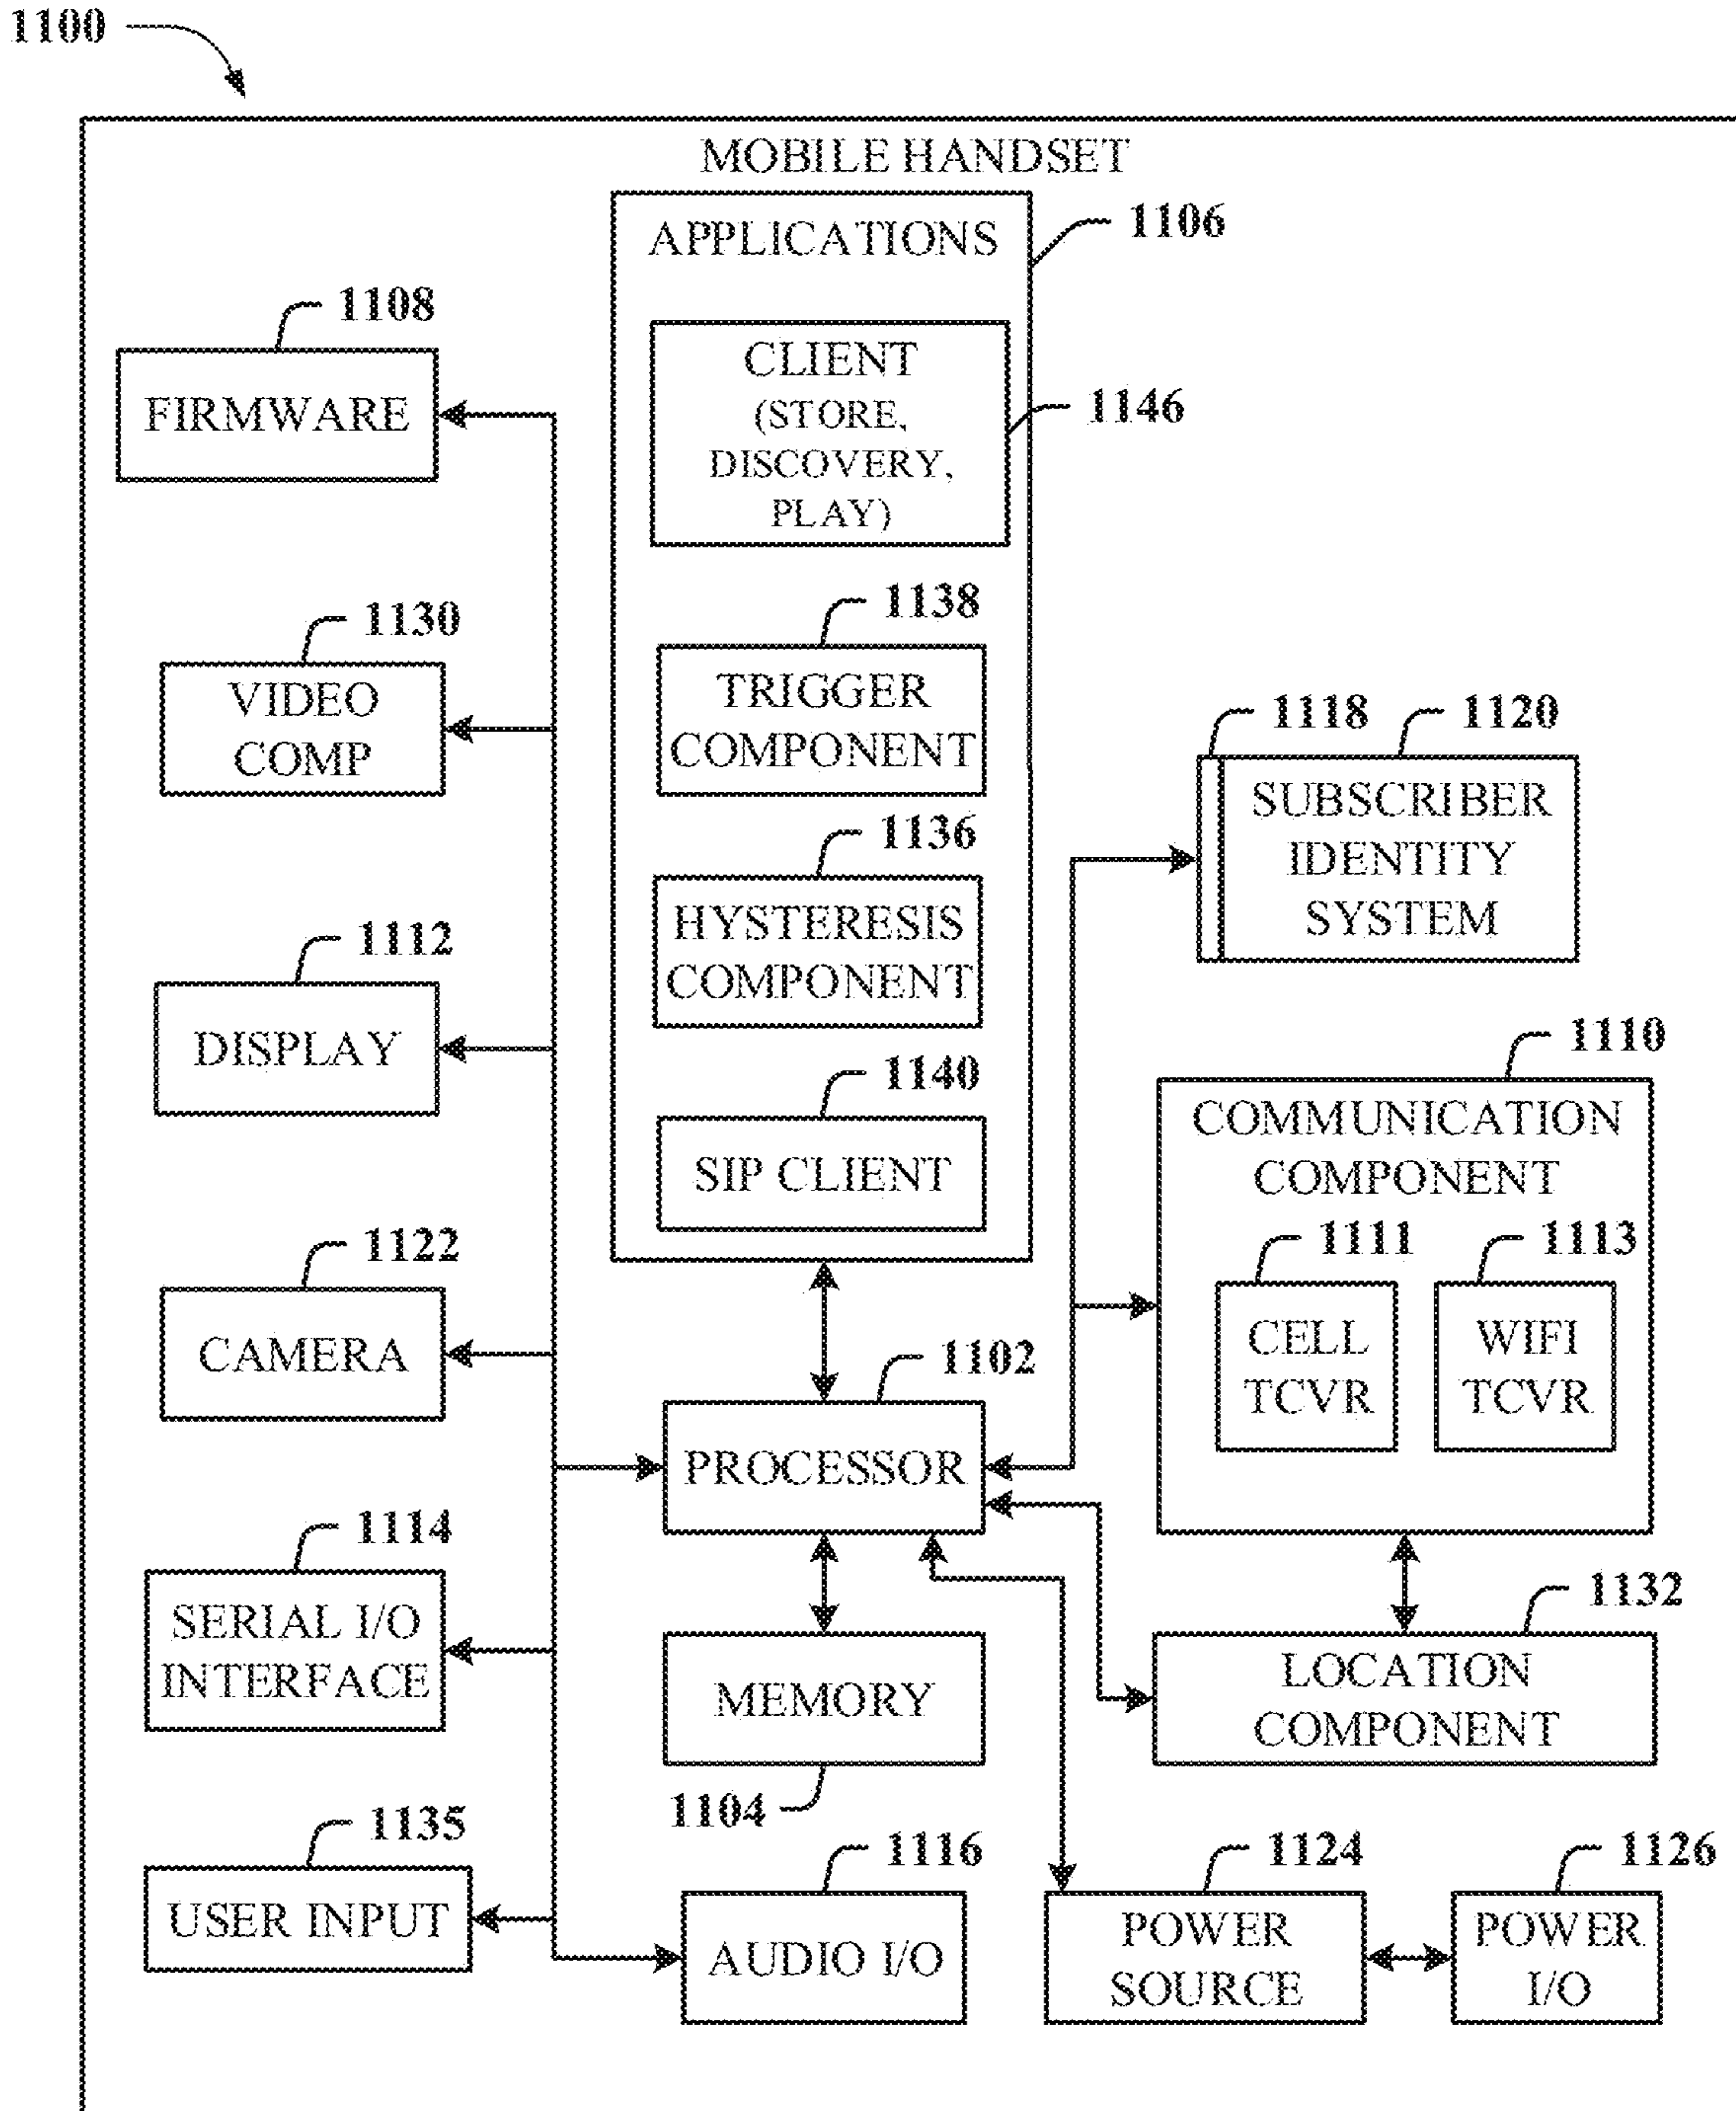 1100
MOBILE HANDSET
APPLICATIONS
1106
1108
FIRMWARE
CLIENT
(STORE,
DISCOVERY,
PLAY)
1146
1130
VIDEO
COMP
1138
TRIGGER
COMPONENT
1118
1120
SUBSCRIBER
IDENTITY
SYSTEM
1136
HYSTERESIS
COMPONENT
1112
DISPLAY
1140
SIP CLIENT
1110
COMMUNICATION
COMPONENT
1111
CELL
TCVR
1113
WIFI
TCVR
1122
CAMERA
1102
PROCESSOR
1114
SERIAL I/O
INTERFACE
MEMORY
1104
1132
LOCATION
COMPONENT
1135
USER INPUT
1116
AUDIO I/O
1124
POWER
SOURCE
1126
POWER
I/O